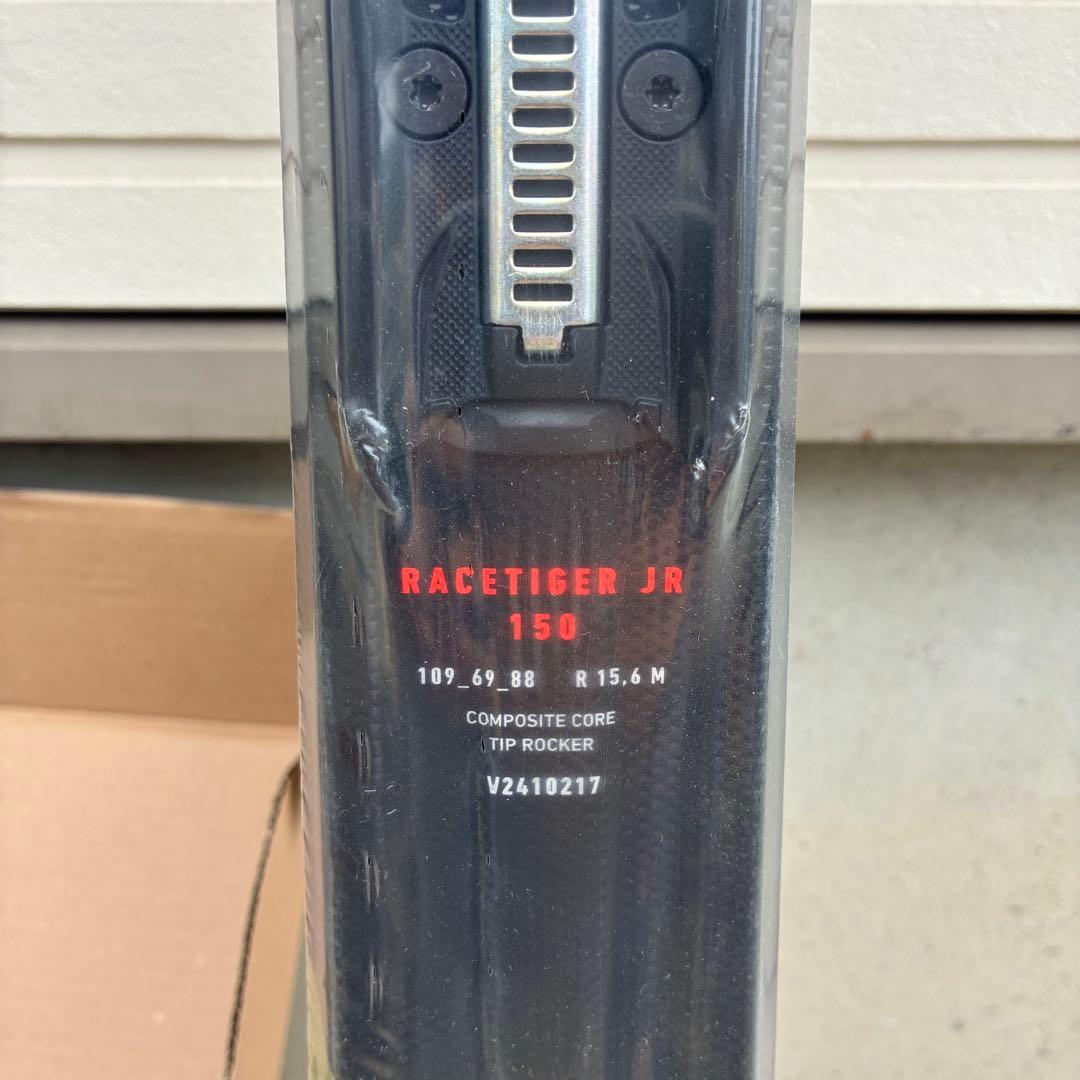 RACETIGER JR
150
109_69_88 R 15,6 M
COMPOSITE CORE
TIP ROCKER
V2410217